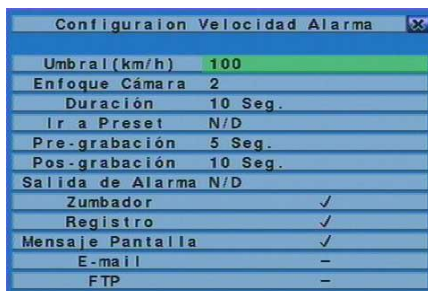 Configuraion Velocidad Alarma
Umbral(km/h) 100
Enfoque Cámara 2
Duración 10 Seg.
Ir a Preset N/D
Pre-grabación 5 Seg.
Pos-grabación 10 Seg.
Salida de Alarma N/D
Zumbador ✓
Registro ✓
Mensaje Pantalla ✓
E-mail –
FTP –